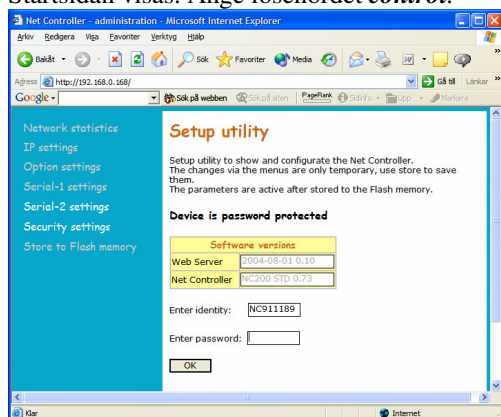 Startsidan visas. Ange lösenordet control.
Net Controller - administration - Microsoft Internet Explorer
Arkiv Redigera Visa Favoriter Verktyg Hjälp
Bakåt Sök Favoriter Media
Adress http://192.168.0.168/ Gå till Länkar
Google Sök på webben Sök på siten PageRank Sidinfo Upp Markera
Network statistics
IP settings
Option settings
Serial-1 settings
Serial-2 settings
Security settings
Store to Flash memory
Setup utility
Setup utility to show and configurate the Net Controller.
The changes via the menus are only temporary, use store to save
them.
The parameters are active after stored to the Flash memory.
Device is password protected
Software versions
Web Server 2004-08-01 0.10
Net Controller NC200 STD 0.73
Enter identity: NC911189
Enter password:
OK
Klar Internet